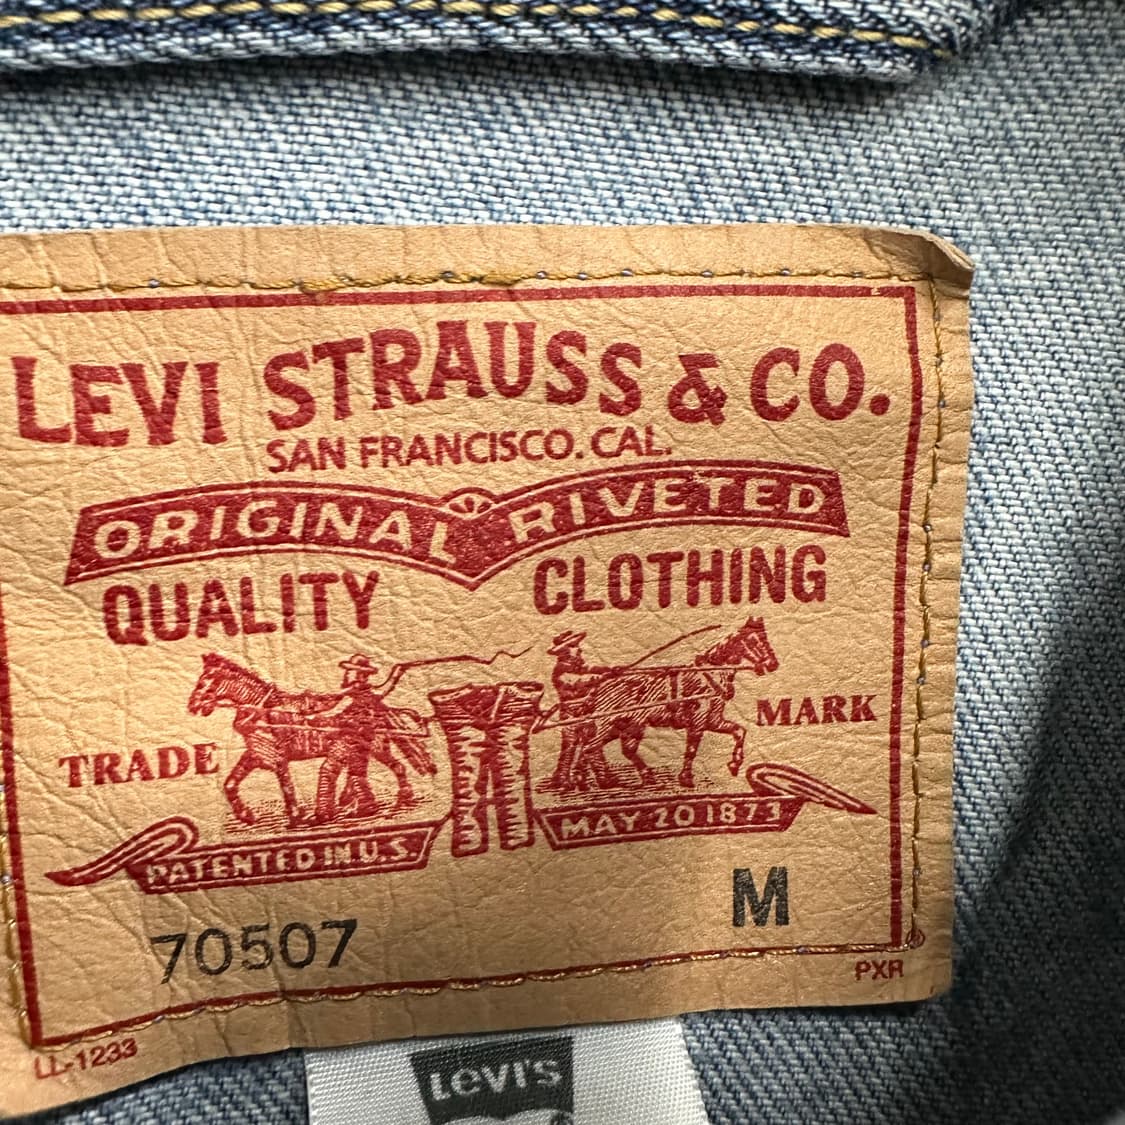 LEVI STRAUSS & CO.
SAN FRANCISCO. CAL.
ORIGINAL RIVETED
QUALITY CLOTHING
TRADE MARK
PATENTED IN U.S. MAY 20 1873
70507 M
PXR
LL-1233
LEVI'S